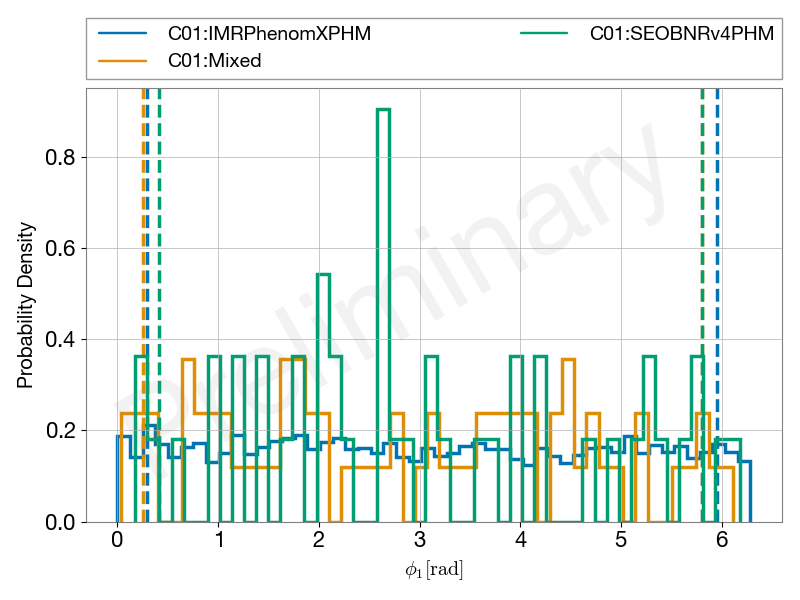 C01:IMRPhenomXPHM
C01:SEOBNRv4PHM
C01:Mixed
Preliminary
Probability Density
0.8
0.6
0.4
0.2
0.0
0 1 2 3 4 5 6
ϕ₁[rad]